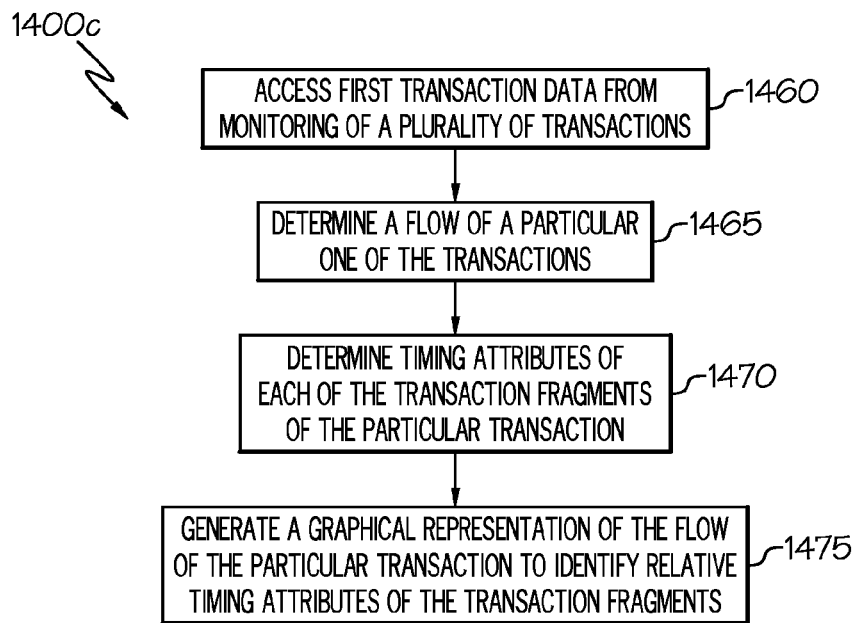 1400c
ACCESS FIRST TRANSACTION DATA FROM
MONITORING OF A PLURALITY OF TRANSACTIONS
1460
DETERMINE A FLOW OF A PARTICULAR
ONE OF THE TRANSACTIONS
1465
DETERMINE TIMING ATTRIBUTES OF
EACH OF THE TRANSACTION FRAGMENTS
OF THE PARTICULAR TRANSACTION
1470
GENERATE A GRAPHICAL REPRESENTATION OF THE FLOW
OF THE PARTICULAR TRANSACTION TO IDENTIFY RELATIVE
TIMING ATTRIBUTES OF THE TRANSACTION FRAGMENTS
1475